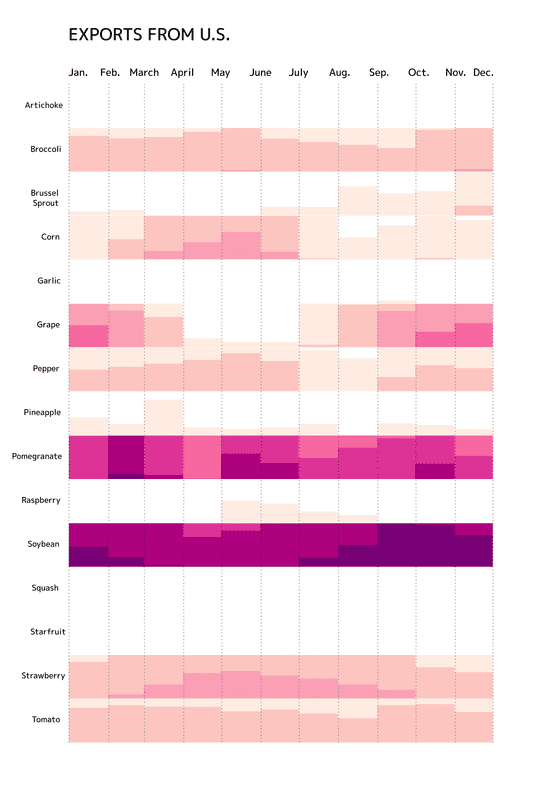 EXPORTS FROM U.S.
Jan. Feb. March April May June July Aug. Sep. Oct. Nov. Dec.
Artichoke
Broccoli
Brussel
Sprout
Corn
Garlic
Grape
Pepper
Pineapple
Pomegranate
Raspberry
Soybean
Squash
Starfruit
Strawberry
Tomato